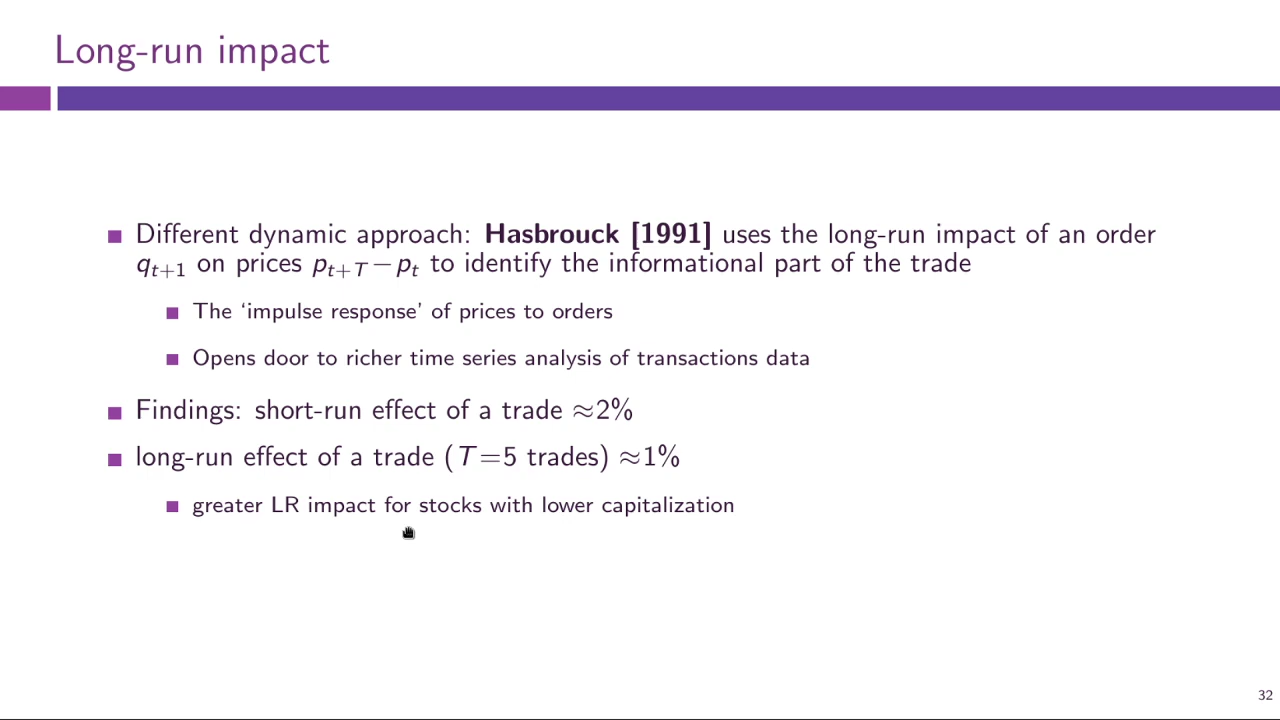 Long-run impact
Different dynamic approach: Hasbrouck [1991] uses the long-run impact of an order
q_{t+1} on prices p_{t+T} − p_t to identify the informational part of the trade
The ‘impulse response’ of prices to orders
Opens door to richer time series analysis of transactions data
Findings: short-run effect of a trade ≈2%
long-run effect of a trade (T=5 trades) ≈1%
greater LR impact for stocks with lower capitalization
32